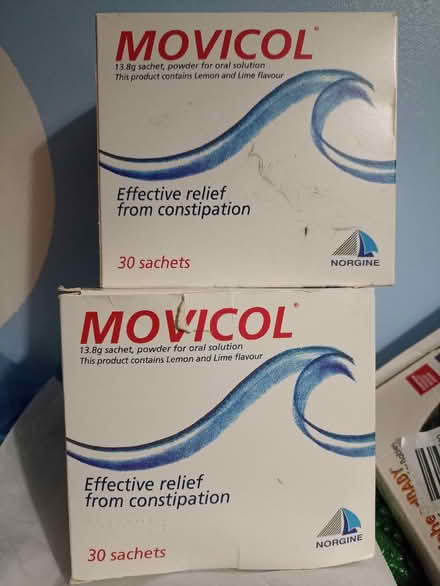 MOVICOL®
13.8g sachet, powder for oral solution
This product contains Lemon and Lime flavour
Effective relief
from constipation
30 sachets
NORGINE
MOVICOL®
13.8g sachet, powder for oral solution
This product contains Lemon and Lime flavour
Effective relief
from constipation
30 sachets
NORGINE